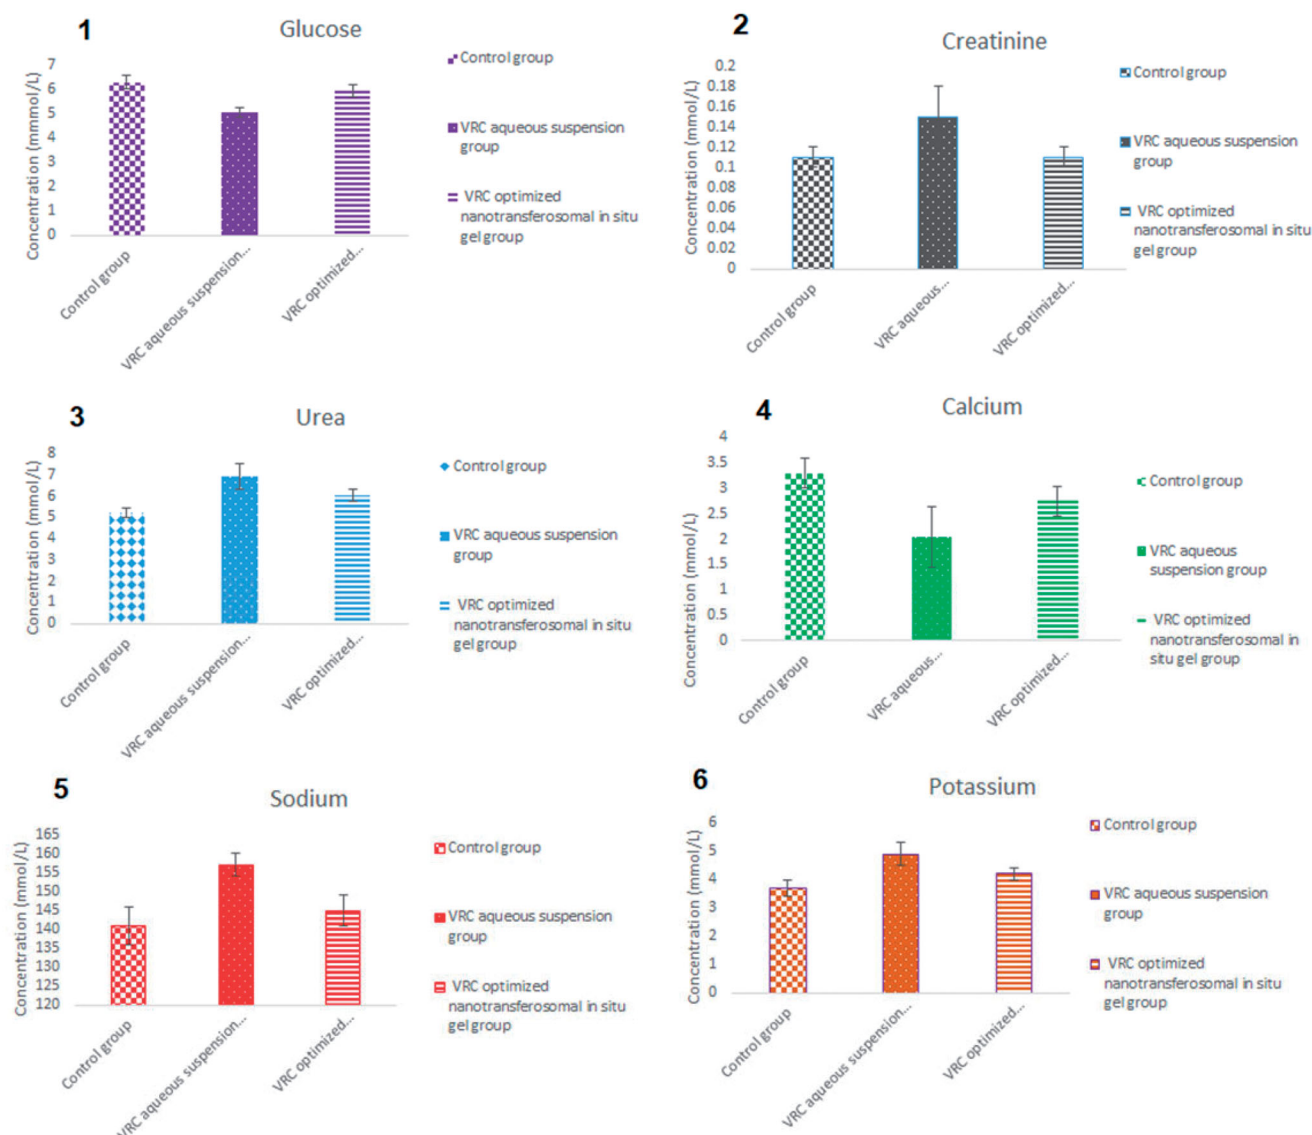 1
Glucose
Concentration (mmmol/L)
7
6
5
4
3
2
1
0
Control group
VRC aqueous suspension...
VRC optimized...
Control group
VRC aqueous suspension
group
VRC optimized
nanotransferosomal in situ
gel group
2
Creatinine
Concentration (mmol/L)
0.2
0.18
0.16
0.14
0.12
0.1
0.08
0.06
0.04
0.02
0
Control group
VRC aqueous...
VRC optimized...
Control group
VRC aqueous suspension
group
VRC optimized
nanotransferosomal in situ
gel group
3
Urea
Concentration (mmol/L)
8
7
6
5
4
3
2
1
0
Control group
VRC aqueous suspension...
VRC optimized...
Control group
VRC aqueous suspension
group
VRC optimized
nanotransferosomal in situ
gel group
4
Calcium
Concentration (mmol/L)
4
3.5
3
2.5
2
1.5
1
0.5
0
Control group
VRC aqueous...
VRC optimized...
Control group
VRC aqueous
suspension group
VRC optimized
nanotransferosomal in
situ gel group
5
Sodium
Concentration (mmol/L)
165
160
155
150
145
140
135
130
125
120
Control group
VRC aqueous suspension...
VRC optimized...
Control group
VRC aqueous suspension
group
VRC optimized
nanotransferosomal in situ
gel group
6
Potassium
Concentration (mmol/L)
6
5
4
3
2
1
0
Control group
VRC aqueous suspension...
VRC optimized...
Control group
VRC aqueous suspension
group
VRC optimized
nanotransferosomal in situ
gel group